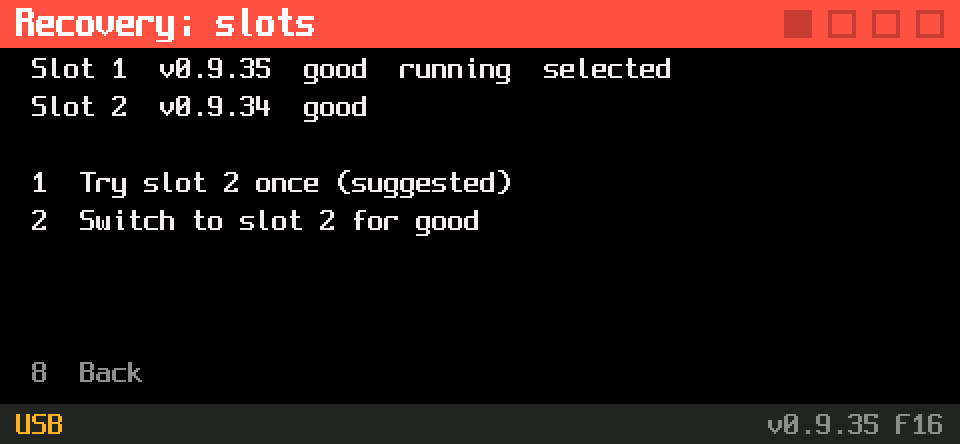 Recovery; slots
Slot 1  v0.9.35  good  running  selected
Slot 2  v0.9.34  good
1  Try slot 2 once (suggested)
2  Switch to slot 2 for good
8  Back
USB  v0.9.35 F16